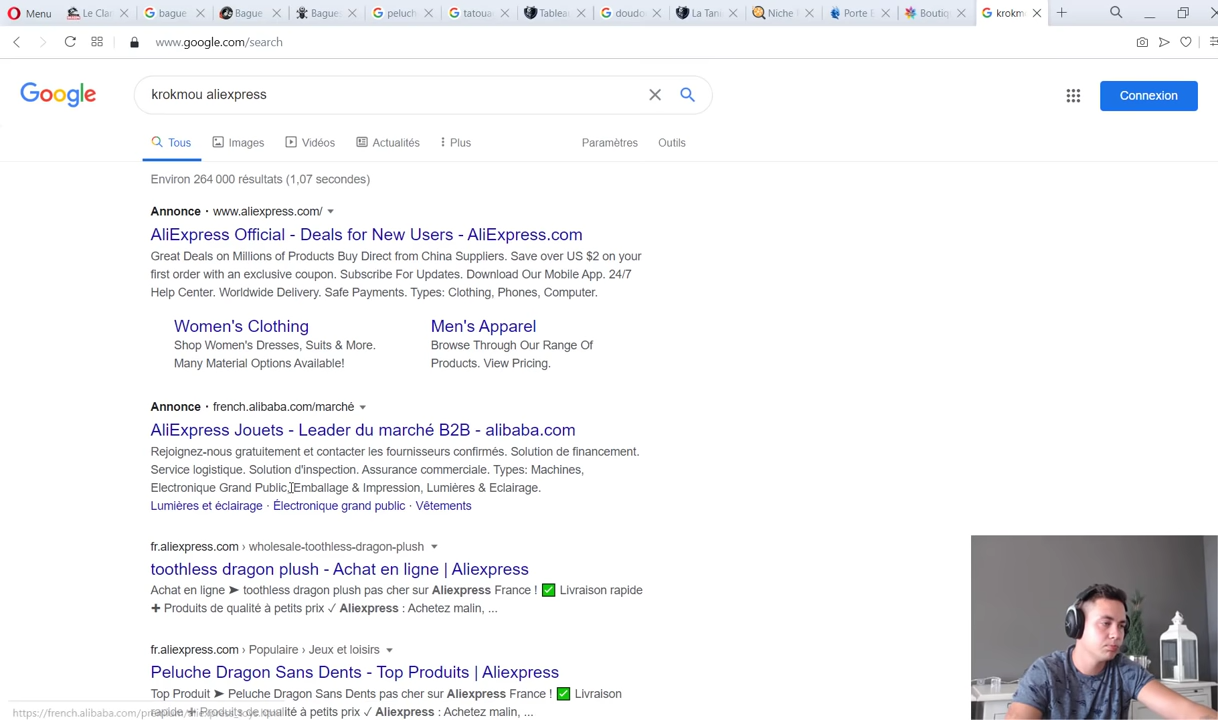 Menu Le Cla bague Bague Bagues peluch tatoua Tablea doudo La Tani Niche Porte Boutiq krokm
www.google.com/search
Google krokmou aliexpress Connexion
Tous Images Vidéos Actualités Plus Paramètres Outils
Environ 264 000 résultats (1,07 secondes)
Annonce · www.aliexpress.com/
AliExpress Official - Deals for New Users - AliExpress.com
Great Deals on Millions of Products Buy Direct from China Suppliers. Save over US $2 on your
first order with an exclusive coupon. Subscribe For Updates. Download Our Mobile App. 24/7
Help Center. Worldwide Delivery. Safe Payments. Types: Clothing, Phones, Computer.
Women's Clothing Men's Apparel
Shop Women's Dresses, Suits & More. Browse Through Our Range Of
Many Material Options Available! Products. View Pricing.
Annonce · french.alibaba.com/marché
AliExpress Jouets - Leader du marché B2B - alibaba.com
Rejoignez-nous gratuitement et contacter les fournisseurs confirmés. Solution de financement.
Service logistique. Solution d'inspection. Assurance commerciale. Types: Machines,
Electronique Grand Public, Emballage & Impression, Lumières & Eclairage.
Lumières et éclairage · Électronique grand public · Vêtements
fr.aliexpress.com › wholesale-toothless-dragon-plush
toothless dragon plush - Achat en ligne | Aliexpress
Achat en ligne ➤ toothless dragon plush pas cher sur Aliexpress France ! ✅ Livraison rapide
✚ Produits de qualité à petits prix ✓ Aliexpress : Achetez malin, ...
fr.aliexpress.com › Populaire › Jeux et loisirs
Peluche Dragon Sans Dents - Top Produits | Aliexpress
Top Produit ➤ Peluche Dragon Sans Dents pas cher sur Aliexpress France ! ✅ Livraison
rapide ✚ Produits de qualité à petits prix ✓ Aliexpress : Achetez malin, ...